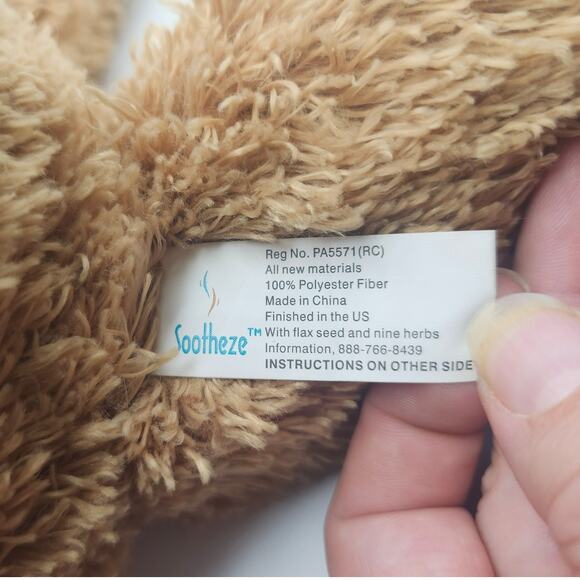 Reg No. PA5571(RC)
All new materials
100% Polyester Fiber
Made in China
Finished in the US
Sootheze™
With flax seed and nine herbs
Information, 888-766-8439
INSTRUCTIONS ON OTHER SIDE